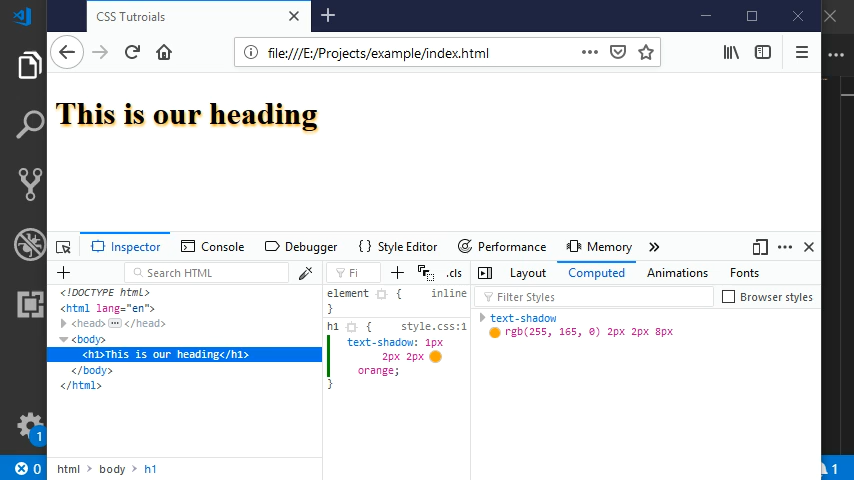 CSS Tutroials
file:///E:/Projects/example/index.html
This is our heading
Inspector
Console
Debugger
Style Editor
Performance
Memory
Search HTML
Fi
.cls
Layout
Computed
Animations
Fonts
<!DOCTYPE html>
<html lang="en">
<head> </head>
<body>
<h1>This is our heading</h1>
</body>
</html>
element { inline
}
h1 { style.css:1
text-shadow: 1px
2px 2px
orange;
}
Filter Styles
Browser styles
text-shadow
rgb(255, 165, 0) 2px 2px 8px
html > body > h1
1
0
1